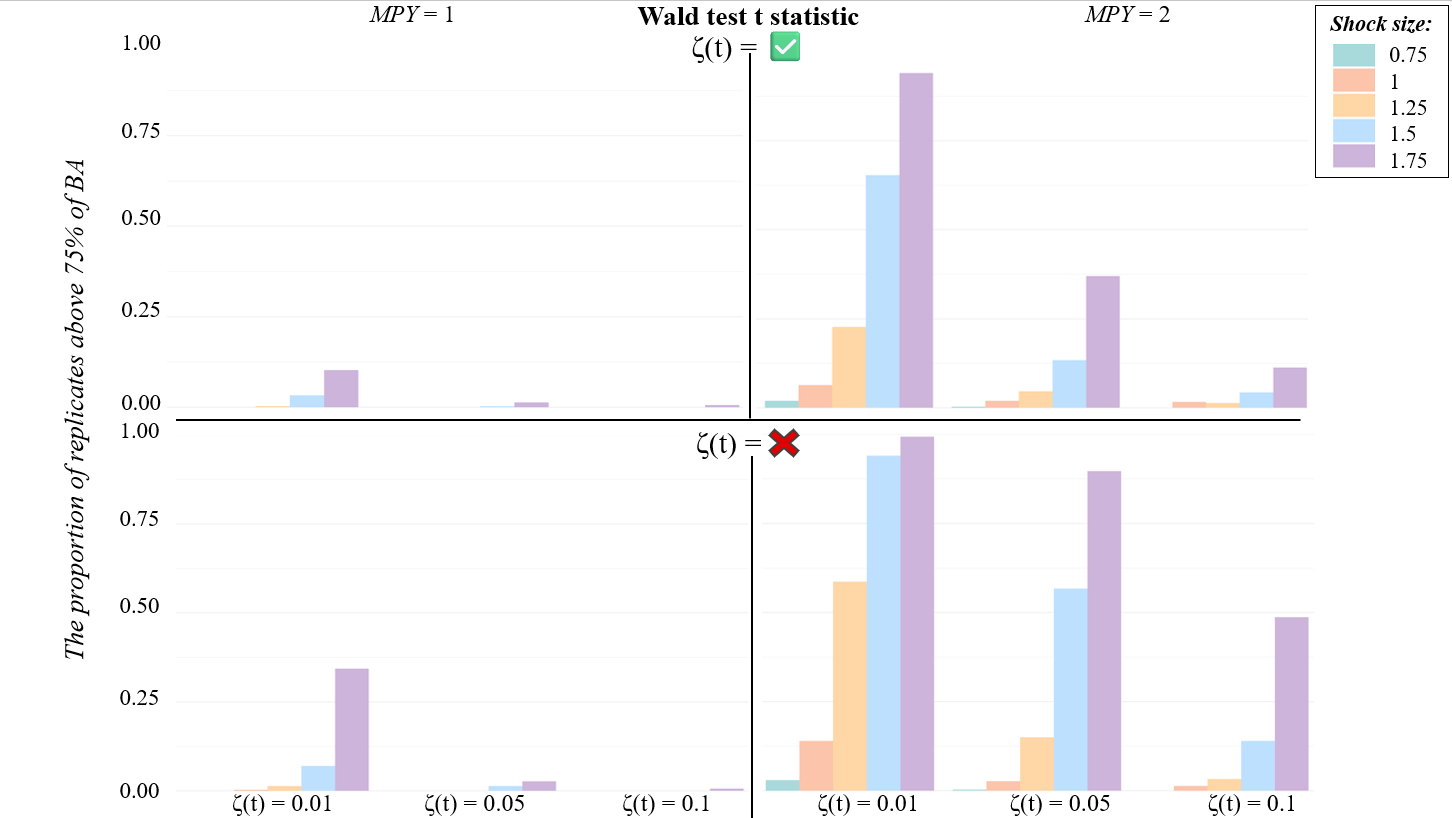 MPY = 1
Wald test t statistic
MPY = 2
ζ(t) = ✅
Shock size:
0.75
1
1.25
1.5
1.75
The proportion of replicates above 75% of BA
1.00
0.75
0.50
0.25
0.00
ζ(t) = ❌
1.00
0.75
0.50
0.25
0.00
ζ(t) = 0.01
ζ(t) = 0.05
ζ(t) = 0.1
ζ(t) = 0.01
ζ(t) = 0.05
ζ(t) = 0.1